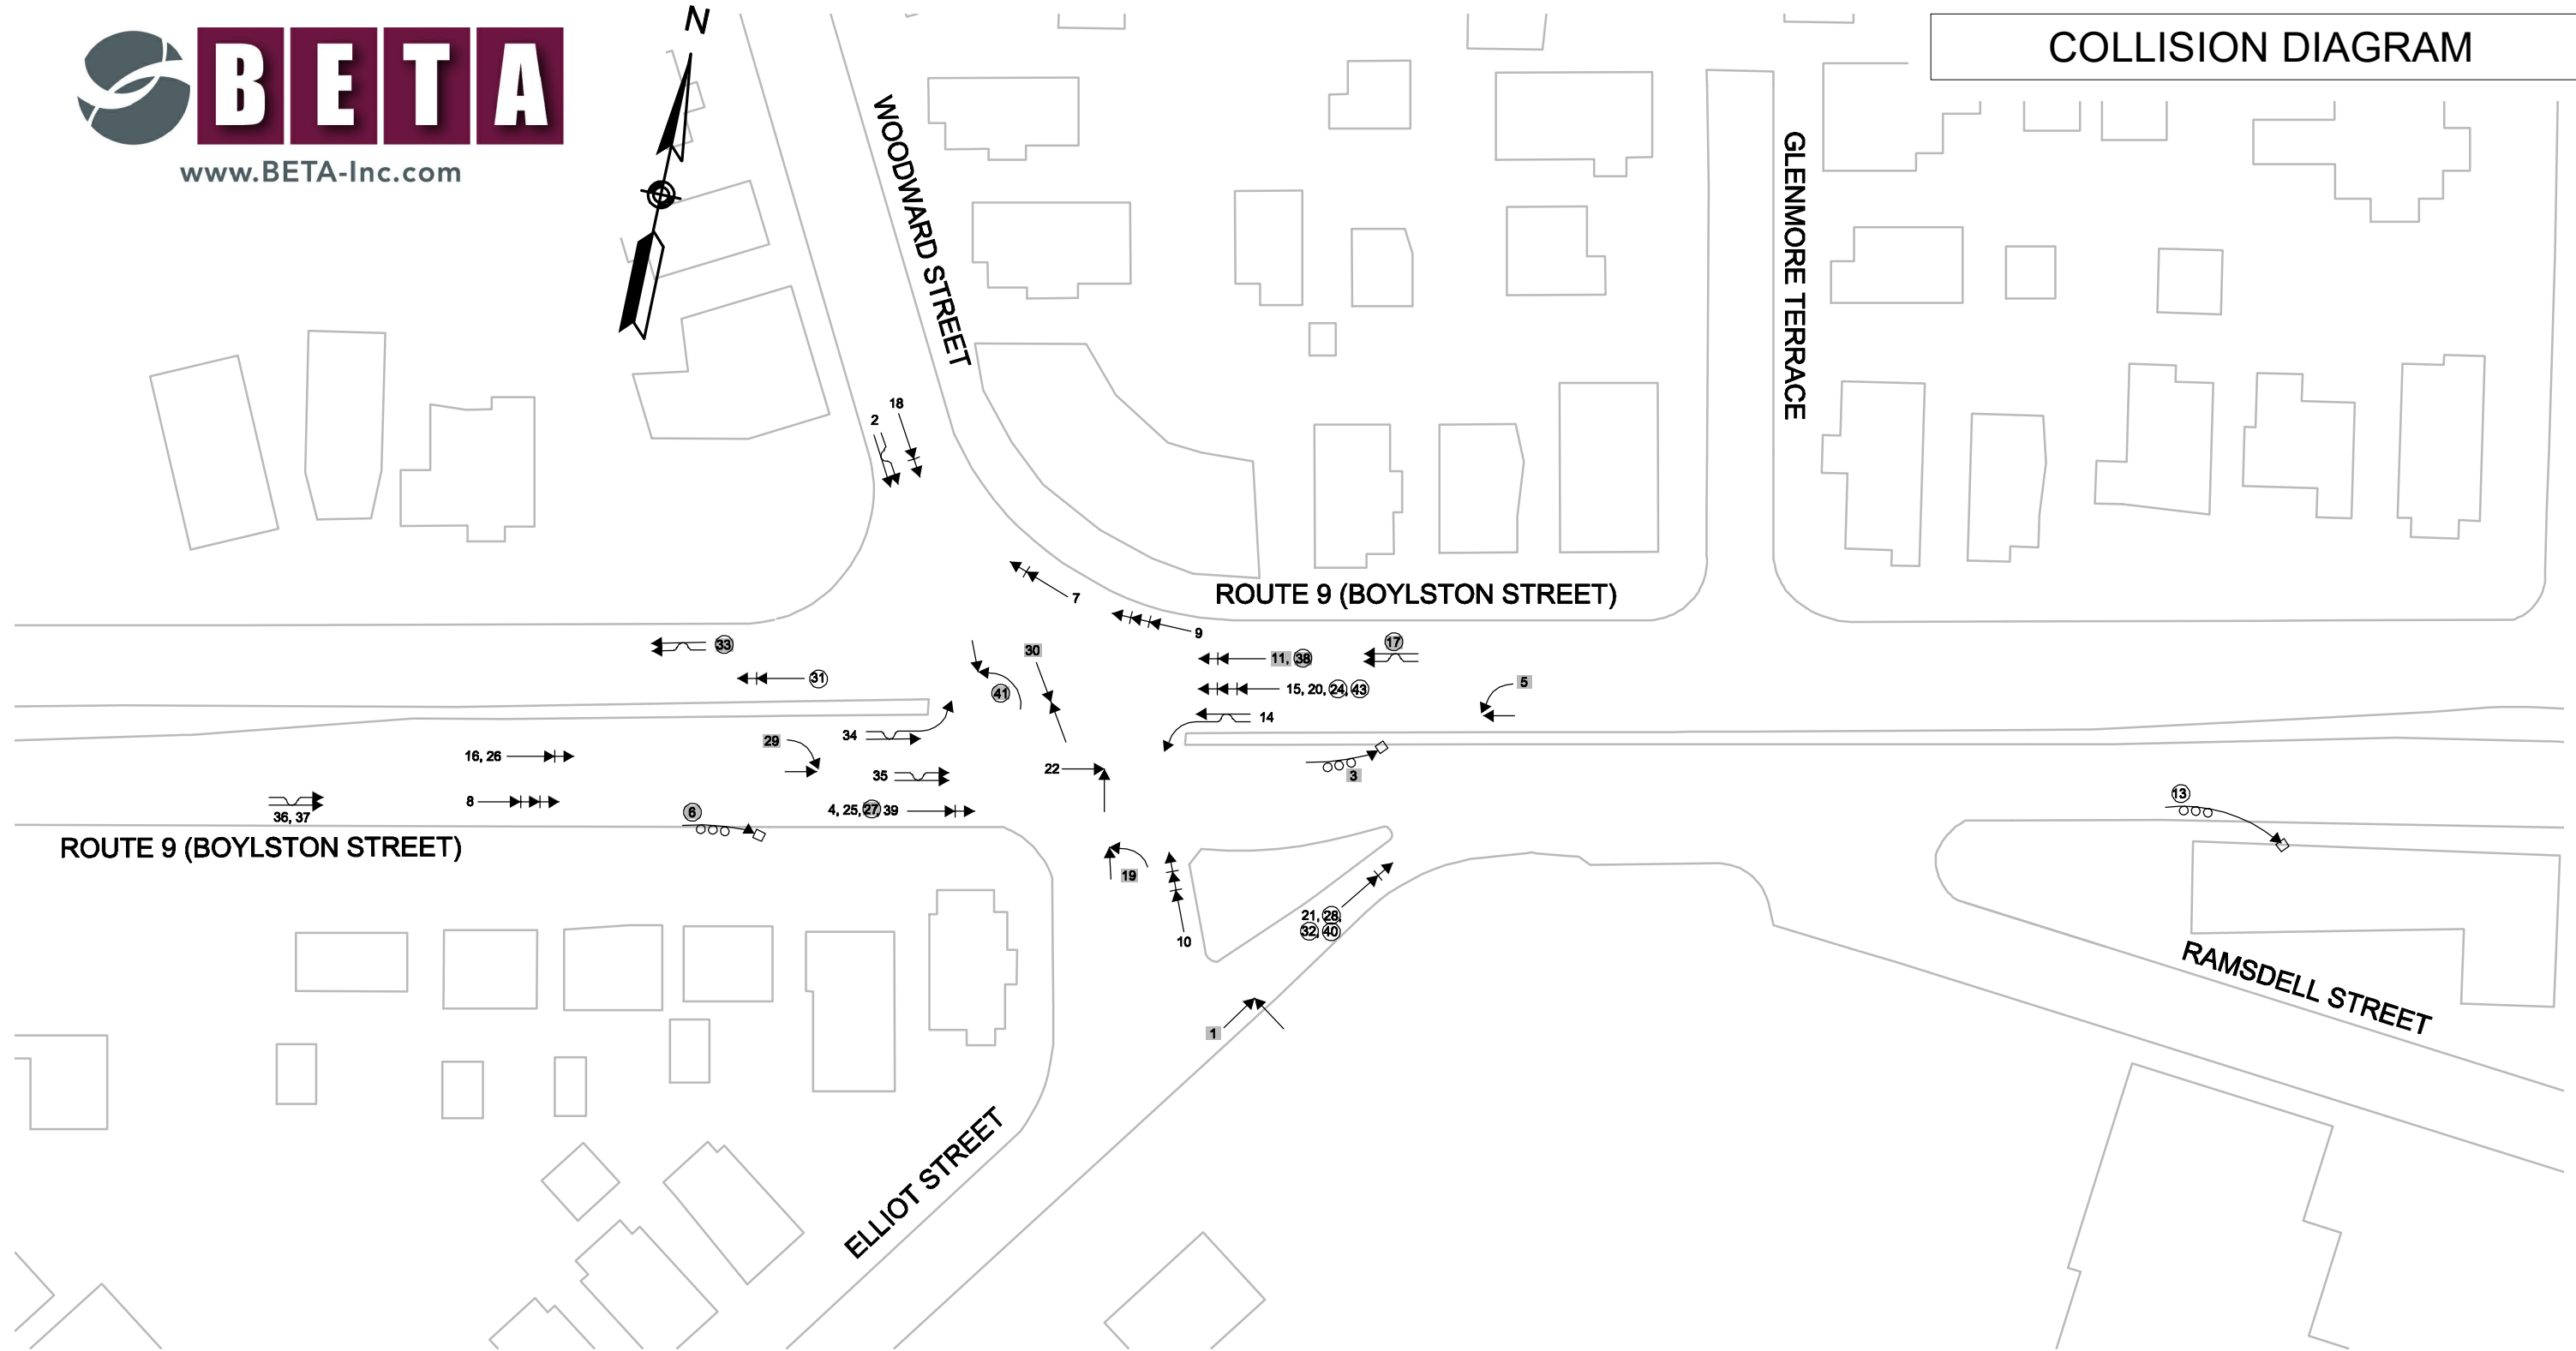 N
BETA
www.BETA-Inc.com
COLLISION DIAGRAM
WOODWARD STREET
GLENMORE TERRACE
18
2
7
ROUTE 9 (BOYLSTON STREET)
9
33
30
11, 38
17
31
41
15, 20, 24, 43
5
14
34
29
16, 26
22
35
3
8
36, 37
6
4, 25, 27, 39
13
ROUTE 9 (BOYLSTON STREET)
19
21, 28,
32, 40
10
1
RAMSDELL STREET
ELLIOT STREET